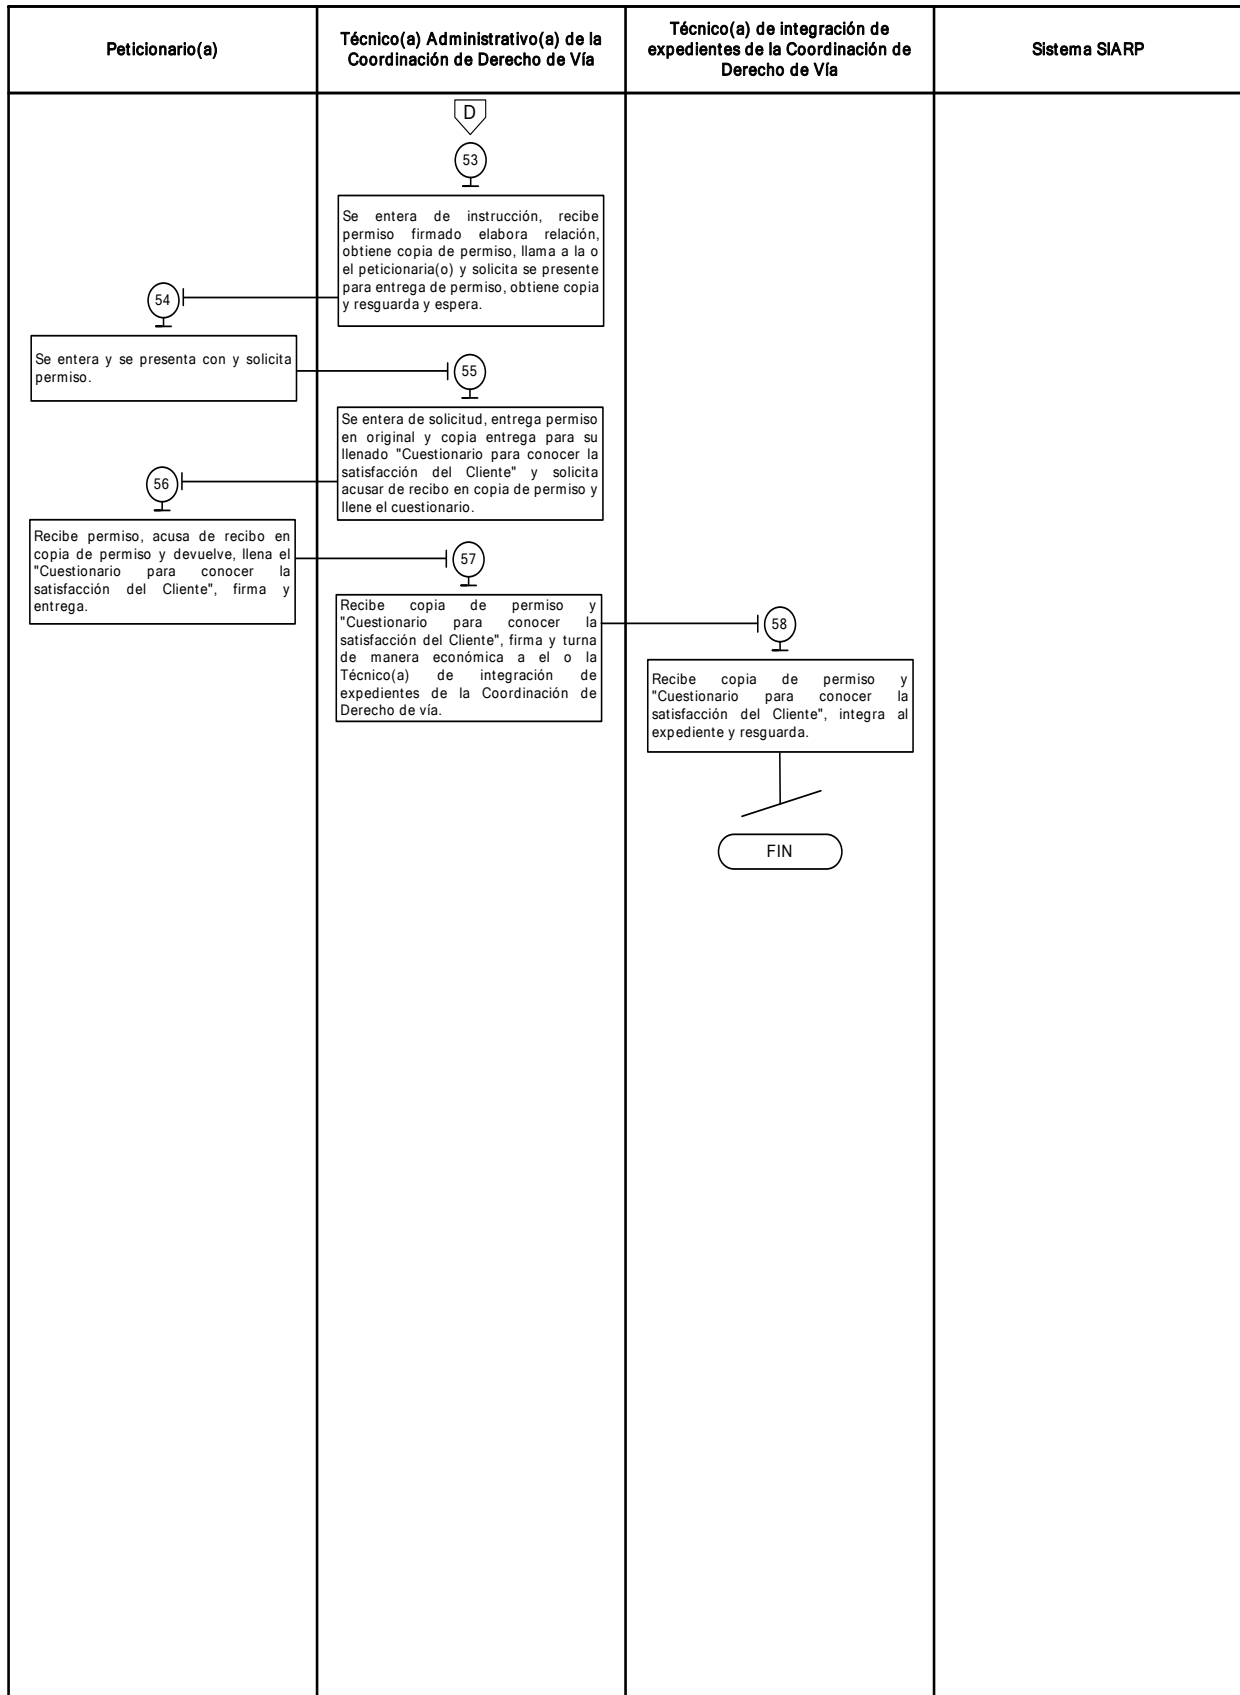 Peticionario(a)
Técnico(a) Administrativo(a) de la
Coordinación de Derecho de Vía
Técnico(a) de integración de
expedientes de la Coordinación de
Derecho de Vía
Sistema SIARP
D
53
Se entera de instrucción, recibe
permiso firmado elabora relación,
obtiene copia de permiso, llama a la o
el peticionaria(o) y solicita se presente
para entrega de permiso, obtiene copia
y resguarda y espera.
54
Se entera y se presenta con y solicita
permiso.
55
Se entera de solicitud, entrega permiso
en original y copia entrega para su
llenado "Cuestionario para conocer la
satisfacción del Cliente" y solicita
acusar de recibo en copia de permiso y
llene el cuestionario.
56
Recibe permiso, acusa de recibo en
copia de permiso y devuelve, llena el
"Cuestionario para conocer la
satisfacción del Cliente", firma y
entrega.
57
Recibe copia de permiso y
"Cuestionario para conocer la
satisfacción del Cliente", firma y turna
de manera económica a el o la
Técnico(a) de integración de
expedientes de la Coordinación de
Derecho de vía.
58
Recibe copia de permiso y
"Cuestionario para conocer la
satisfacción del Cliente", integra al
expediente y resguarda.
FIN